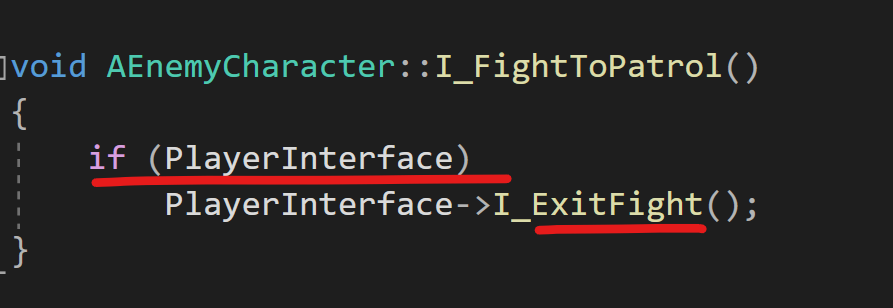 void AEnemyCharacter::I_FightToPatrol()
{
if (PlayerInterface)
PlayerInterface->I_ExitFight();
}